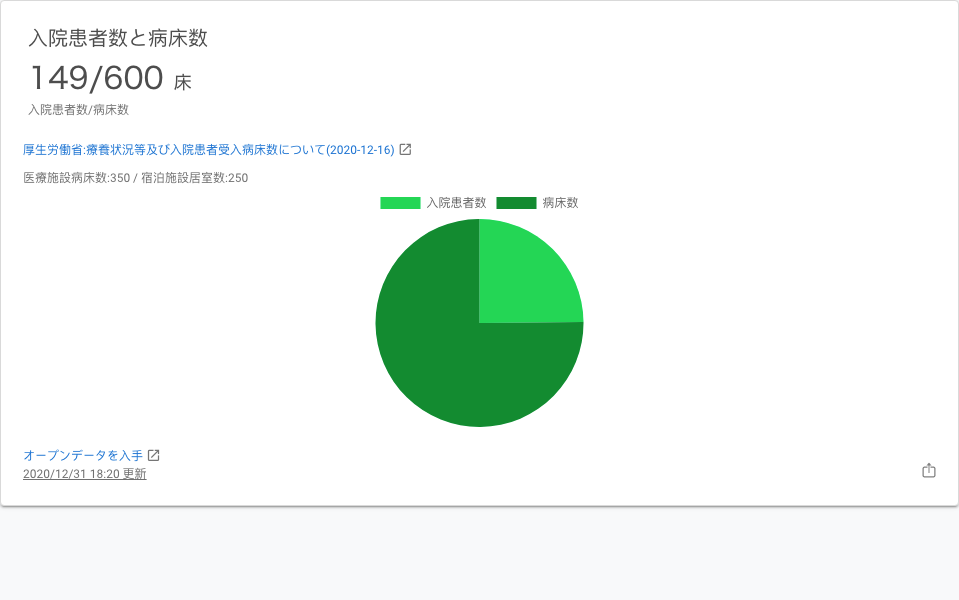 入院患者数と病床数
149/600 床
入院患者数/病床数
厚生労働省:療養状況等及び入院患者受入病床数について(2020-12-16)
医療施設病床数:350 / 宿泊施設居室数:250
入院患者数 病床数
オープンデータを入手
2020/12/31 18:20 更新